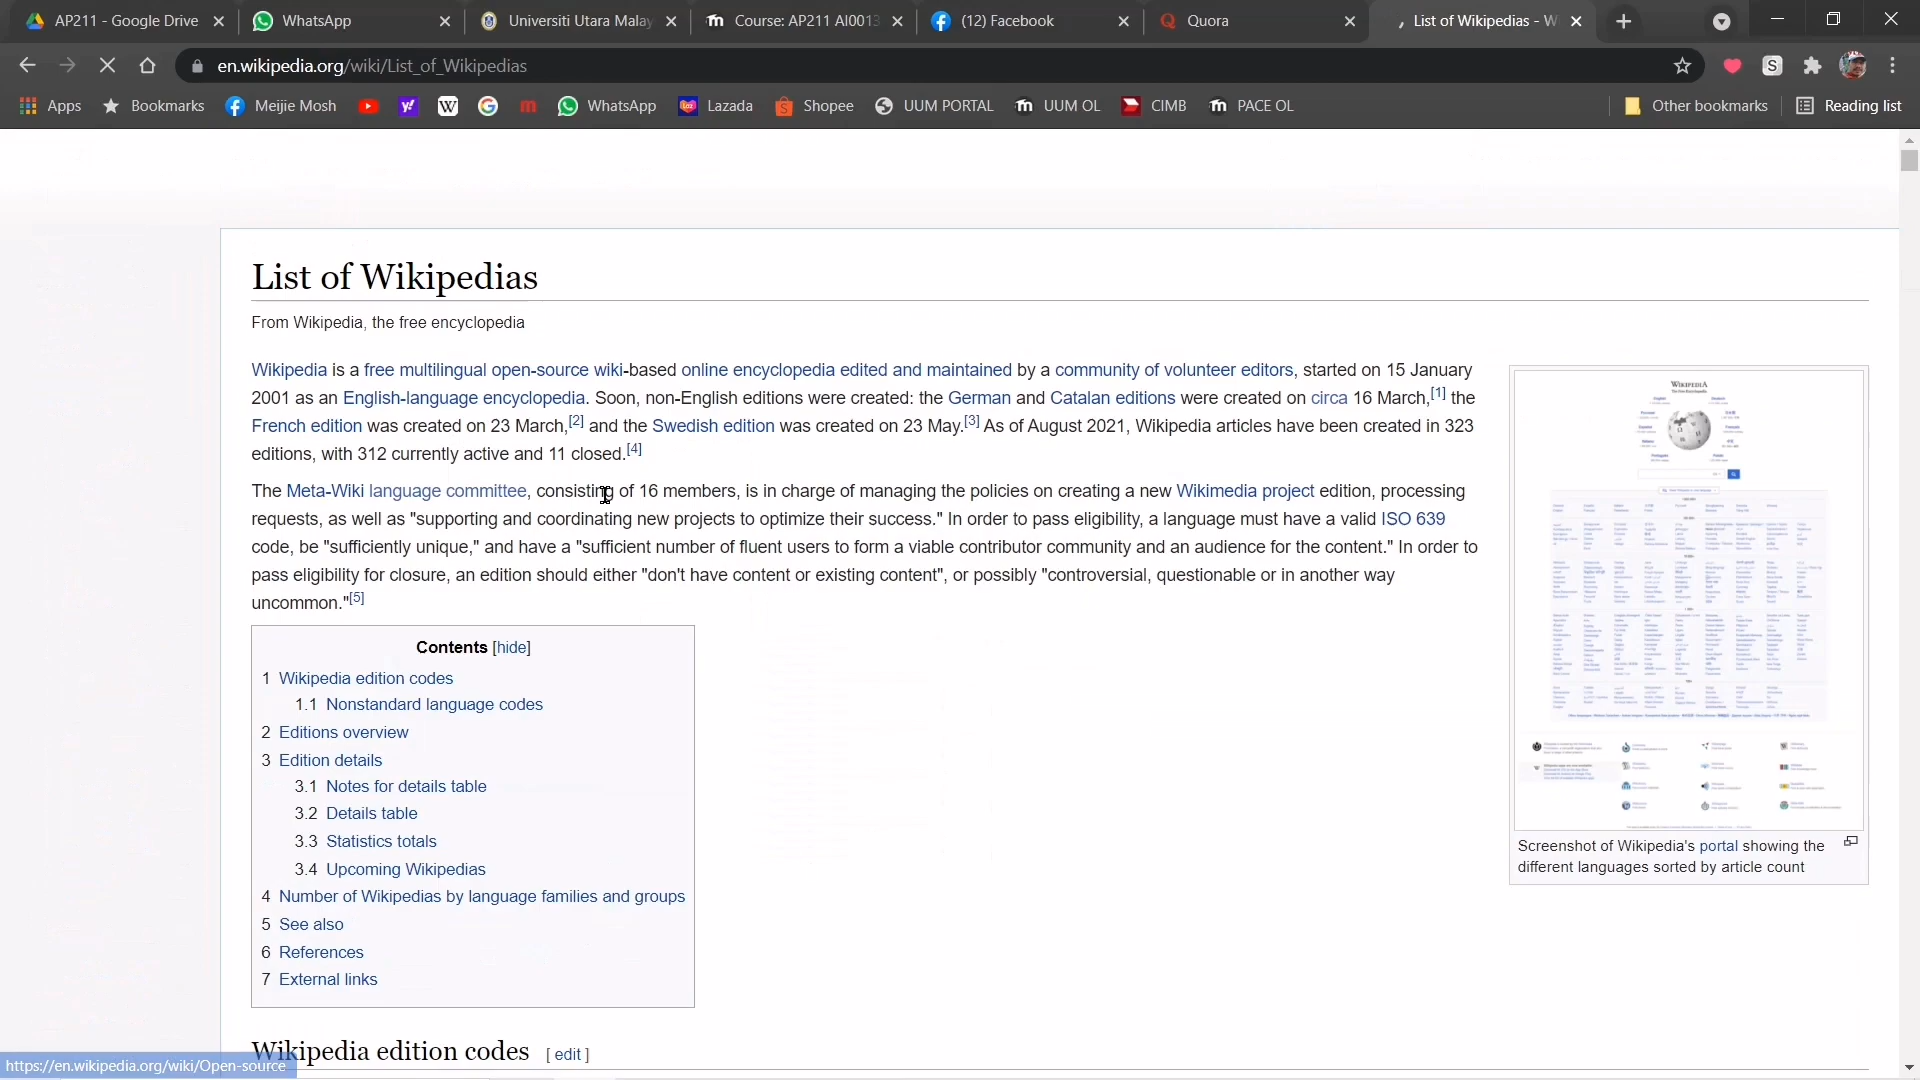 AP211 - Google Drive
WhatsApp
Universiti Utara Malay
Course: AP211 AI0013
(12) Facebook
Quora
List of Wikipedias - W
en.wikipedia.org/wiki/List_of_Wikipedias
Apps
Bookmarks
Meijie Mosh
WhatsApp
Lazada
Shopee
UUM PORTAL
UUM OL
CIMB
PACE OL
Other bookmarks
Reading list
List of Wikipedias
From Wikipedia, the free encyclopedia
Wikipedia is a free multilingual open-source wiki-based online encyclopedia edited and maintained by a community of volunteer editors, started on 15 January
2001 as an English-language encyclopedia. Soon, non-English editions were created: the German and Catalan editions were created on circa 16 March,[1] the
French edition was created on 23 March,[2] and the Swedish edition was created on 23 May.[3] As of August 2021, Wikipedia articles have been created in 323
editions, with 312 currently active and 11 closed.[4]
The Meta-Wiki language committee, consisting of 16 members, is in charge of managing the policies on creating a new Wikimedia project edition, processing
requests, as well as "supporting and coordinating new projects to optimize their success." In order to pass eligibility, a language must have a valid ISO 639
code, be "sufficiently unique," and have a "sufficient number of fluent users to form a viable contributor community and an audience for the content." In order to
pass eligibility for closure, an edition should either "don't have content or existing content", or possibly "controversial, questionable or in another way
uncommon."[5]
Contents [hide]
1 Wikipedia edition codes
1.1 Nonstandard language codes
2 Editions overview
3 Edition details
3.1 Notes for details table
3.2 Details table
3.3 Statistics totals
3.4 Upcoming Wikipedias
4 Number of Wikipedias by language families and groups
5 See also
6 References
7 External links
WIKIPEDIA
Screenshot of Wikipedia's portal showing the
different languages sorted by article count
Wikipedia edition codes [ edit ]
https://en.wikipedia.org/wiki/Open-source